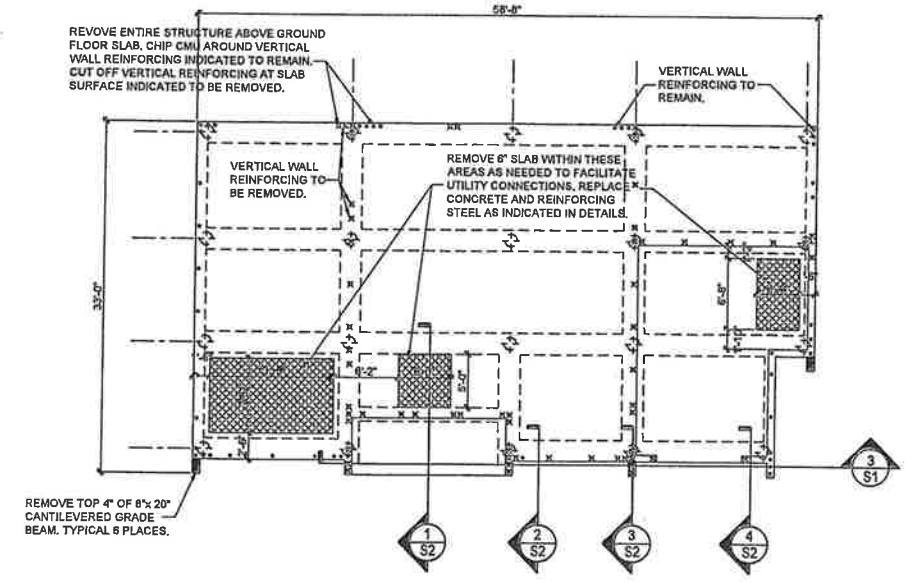 58'-8"
REVOVE ENTIRE STRUCTURE ABOVE GROUND
FLOOR SLAB. CHIP CMU AROUND VERTICAL
WALL REINFORCING INDICATED TO REMAIN.
CUT OFF VERTICAL REINFORCING AT SLAB
SURFACE INDICATED TO BE REMOVED.
VERTICAL WALL
REINFORCING TO
REMAIN.
VERTICAL WALL
REINFORCING TO
BE REMOVED.
REMOVE 6" SLAB WITHIN THESE
AREAS AS NEEDED TO FACILITATE
UTILITY CONNECTIONS. REPLACE
CONCRETE AND REINFORCING
STEEL AS INDICATED IN DETAILS.
33'-0"
6'-8"
6'-2"
5'-0"
REMOVE TOP 4" OF 8"x 20"
CANTILEVERED GRADE
BEAM. TYPICAL 6 PLACES.
3
S1
1
S2
2
S2
3
S2
4
S2